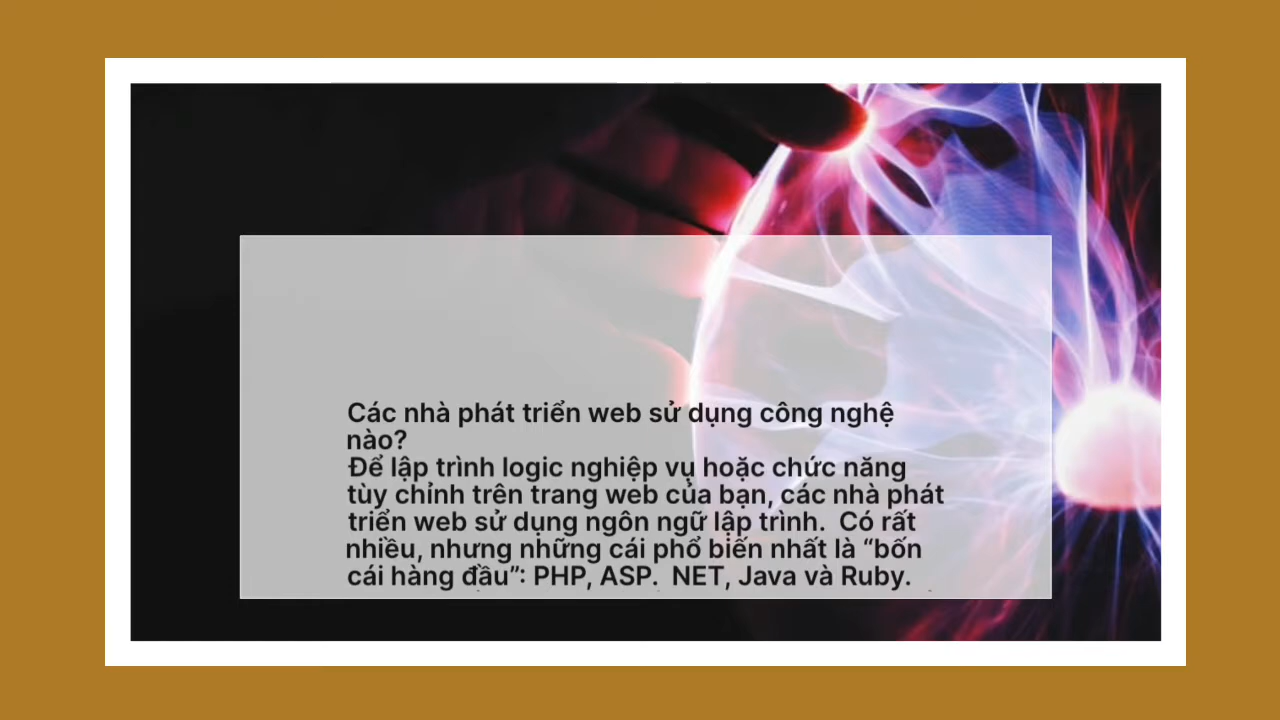 Các nhà phát triển web sử dụng công nghệ
nào?
Để lập trình logic nghiệp vụ hoặc chức năng
tùy chỉnh trên trang web của bạn, các nhà phát
triển web sử dụng ngôn ngữ lập trình.  Có rất
nhiều, nhưng những cái phổ biến nhất là “bốn
cái hàng đầu”: PHP, ASP.  NET, Java và Ruby.